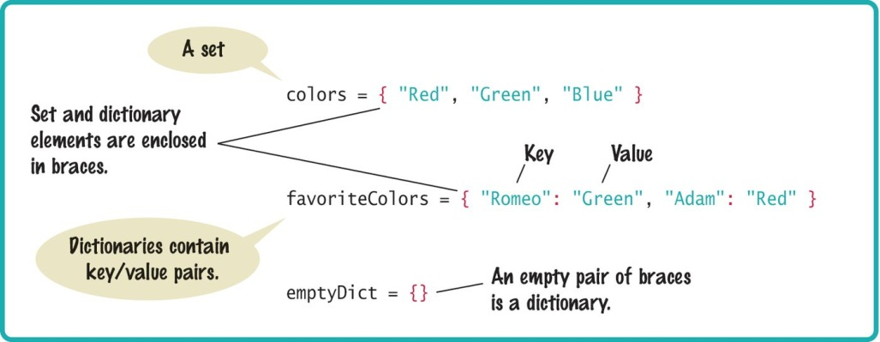 A set
colors = { "Red", "Green", "Blue" }
Set and dictionary
elements are enclosed
in braces.
Key
Value
favoriteColors = { "Romeo": "Green", "Adam": "Red" }
Dictionaries contain
key/value pairs.
emptyDict = {}
An empty pair of braces
is a dictionary.